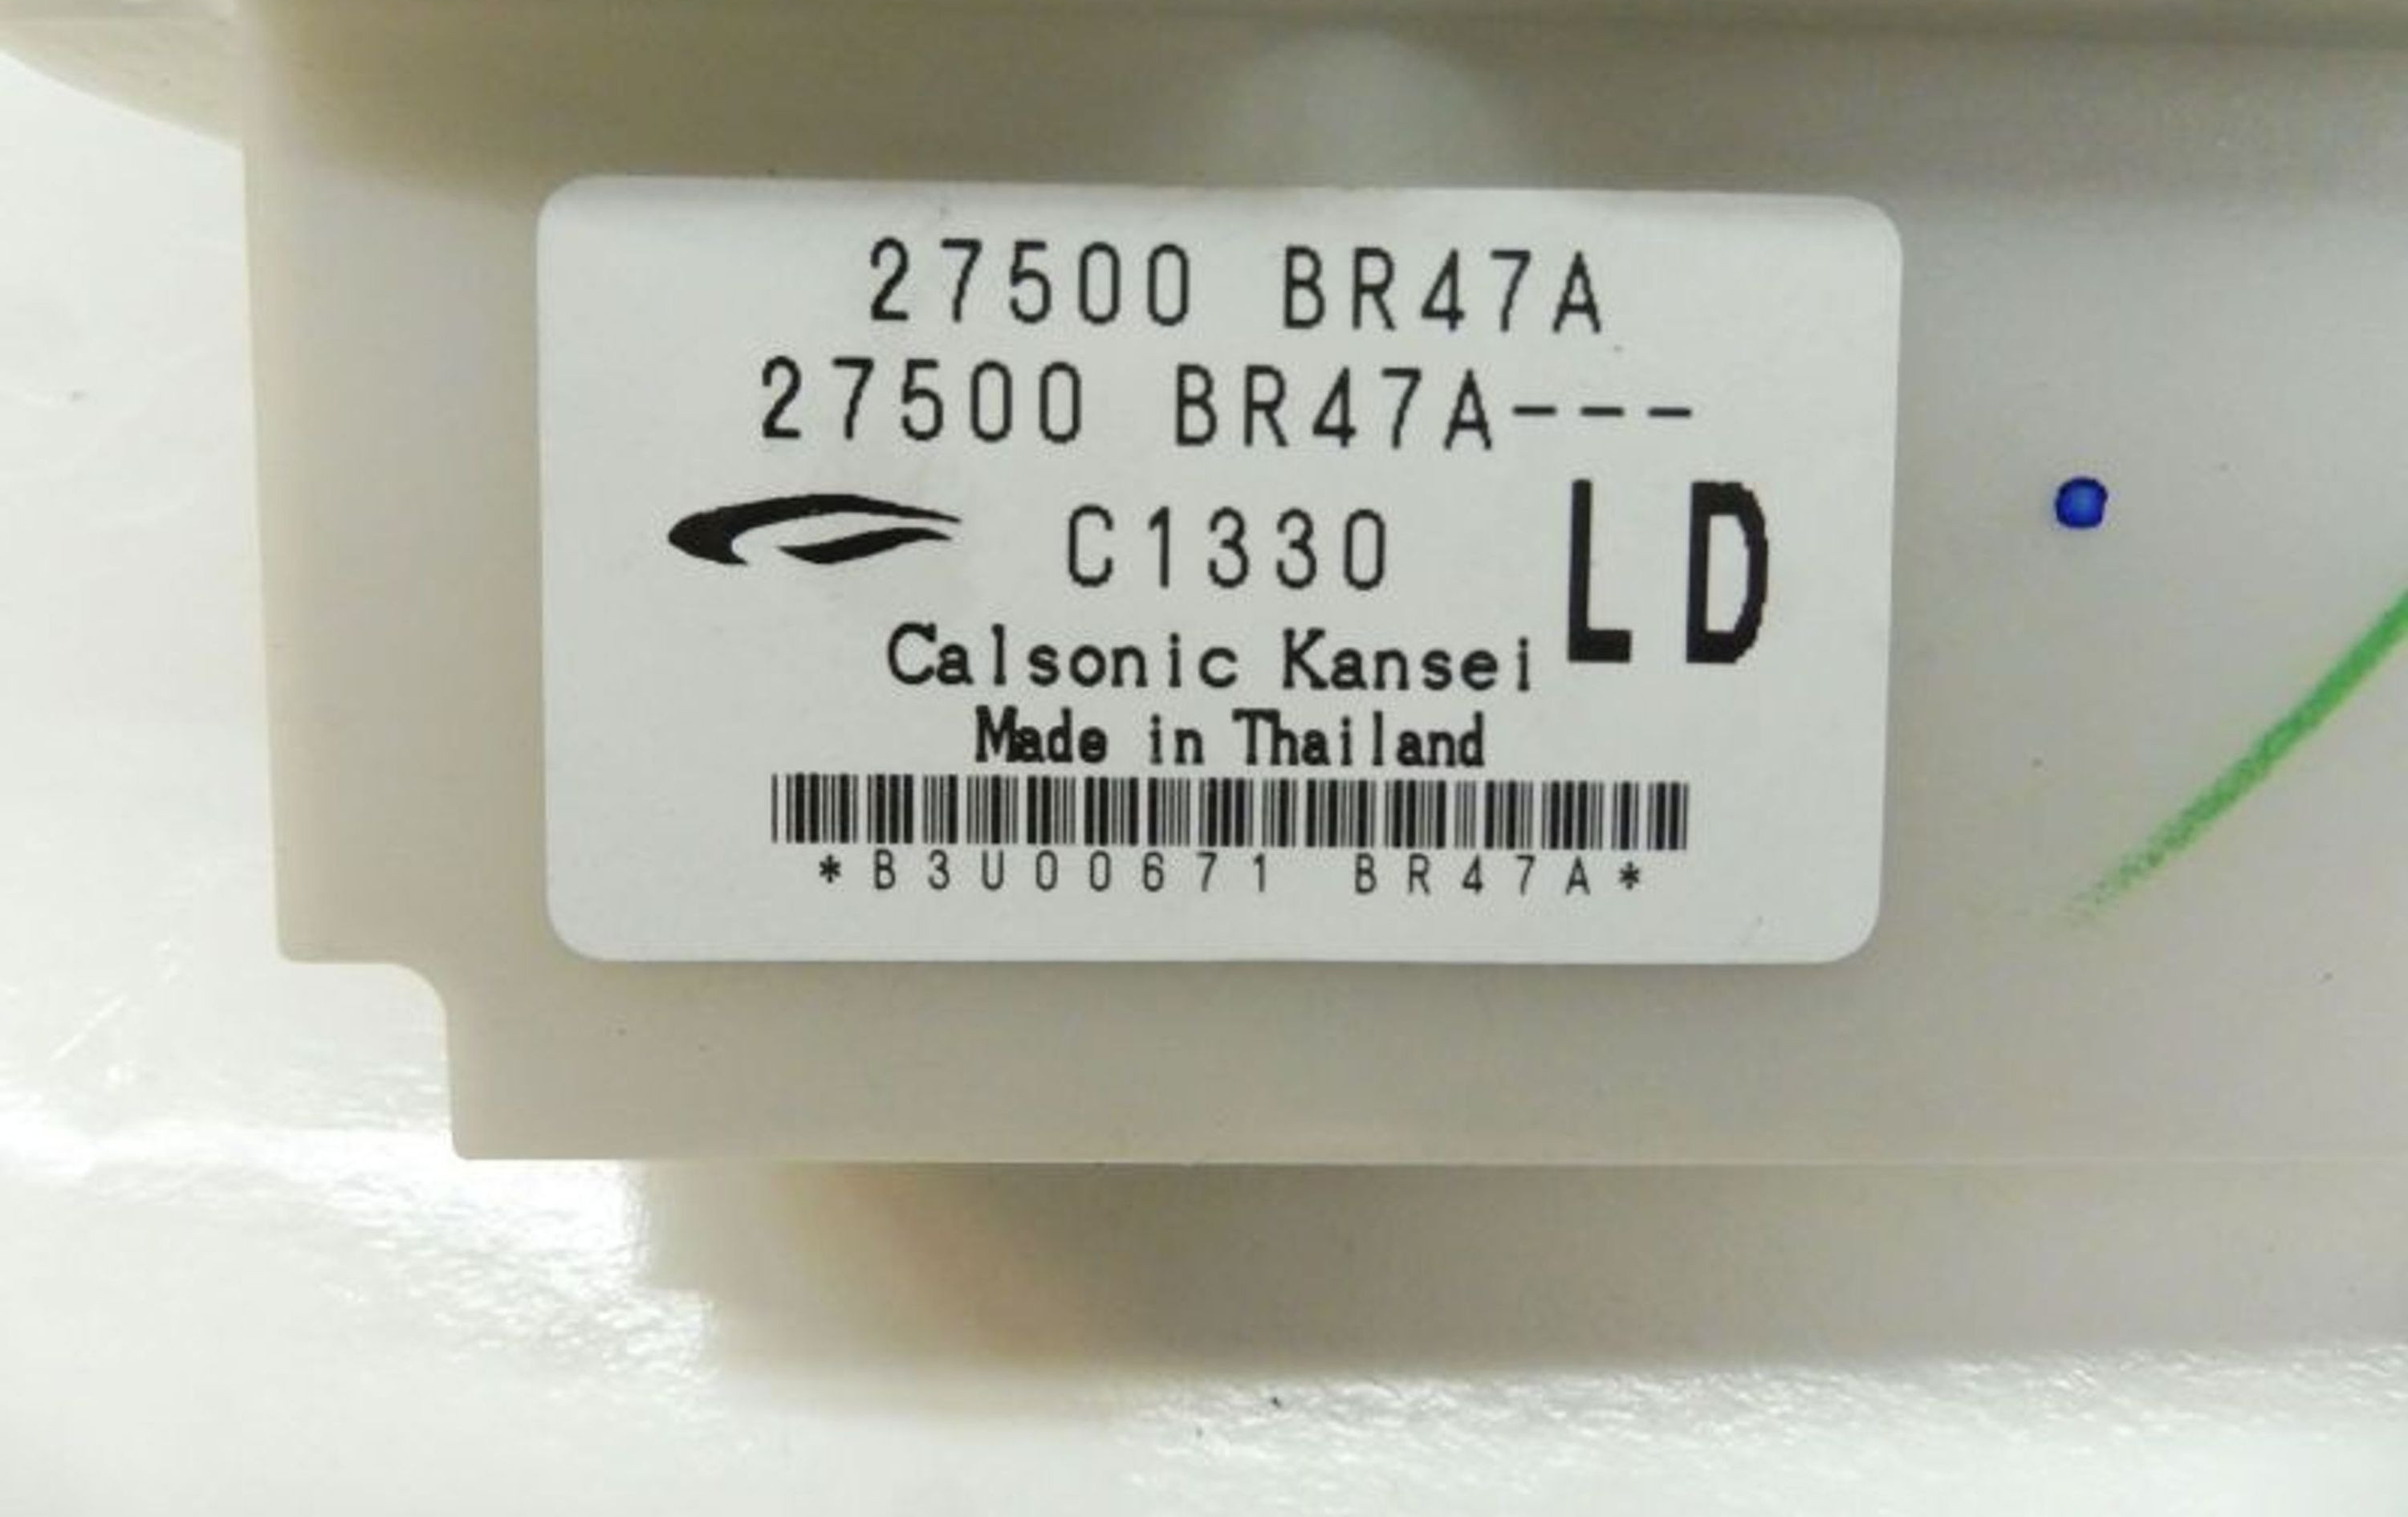 27500 BR47A
27500 BR47A---
C1330 LD
Calsonic Kansei
Made in Thailand
*B3U00671 BR47A*